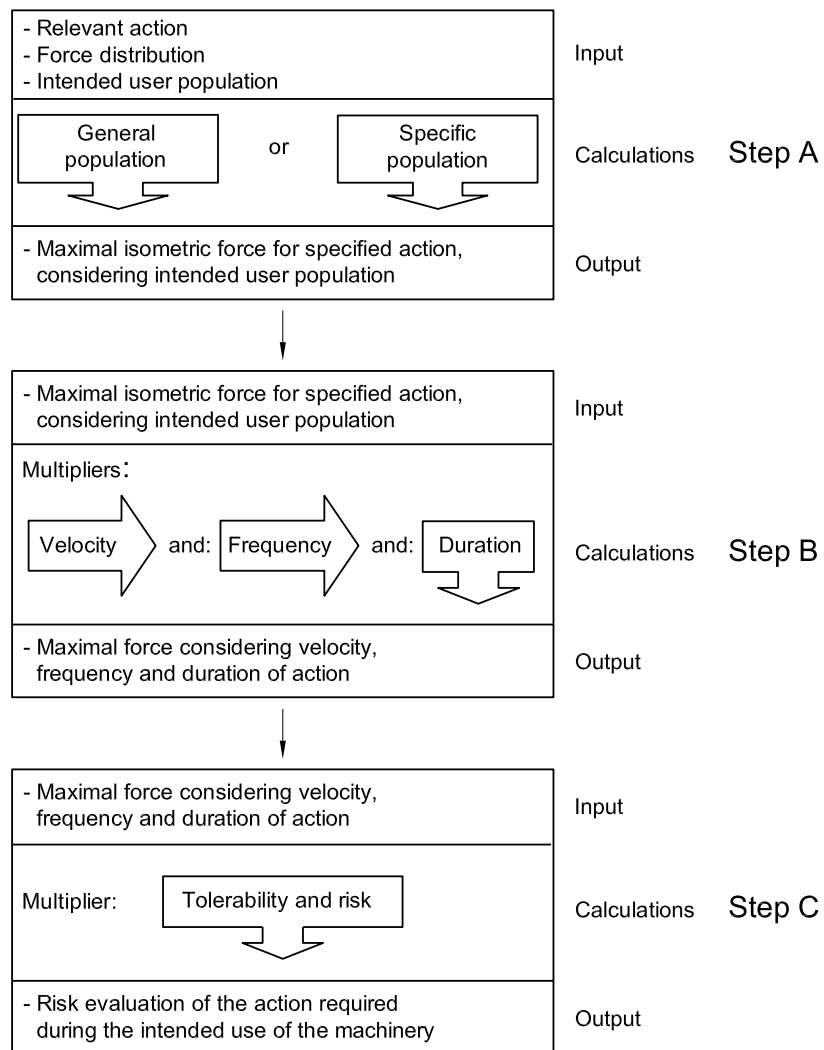 - Relevant action
- Force distribution
- Intended user population
Input
General
population
or
Specific
population
Calculations
Step A
- Maximal isometric force for specified action,
considering intended user population
Output
- Maximal isometric force for specified action,
considering intended user population
Input
Multipliers:
Velocity
and:
Frequency
and:
Duration
Calculations
Step B
- Maximal force considering velocity,
frequency and duration of action
Output
- Maximal force considering velocity,
frequency and duration of action
Input
Multiplier:
Tolerability and risk
Calculations
Step C
- Risk evaluation of the action required
during the intended use of the machinery
Output